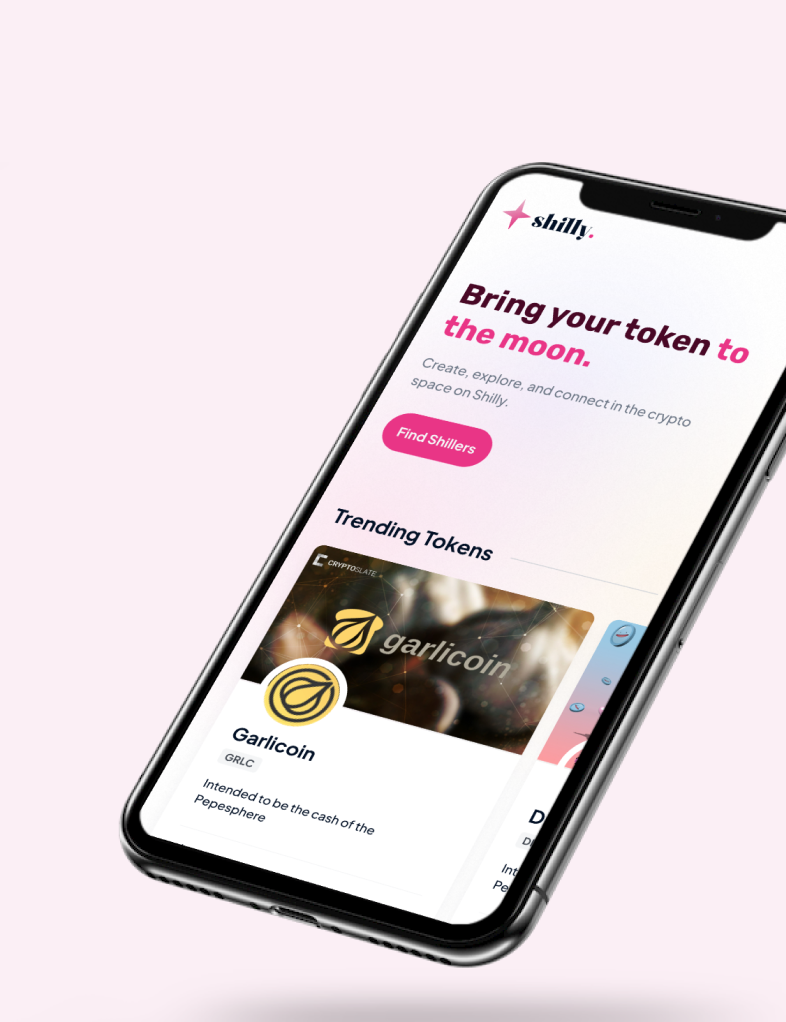 shilly.
Bring your token to
the moon.
Create, explore, and connect in the crypto
space on Shilly.
Find Shillers
Trending Tokens
CRYPTOSLATE
garlicoin
Garlicoin
GRLC
Intended to be the cash of the
Pepesphere
D
Int
Pe